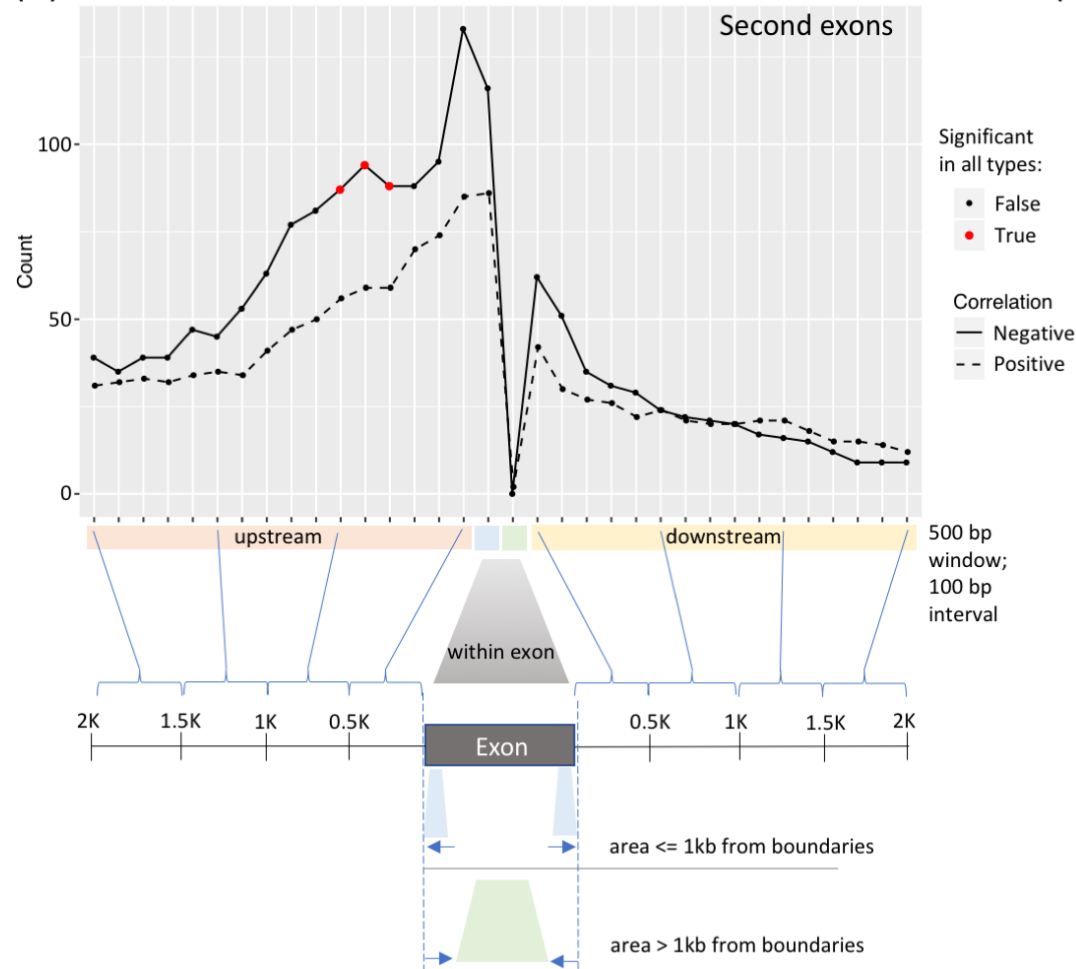 Second exons
100
50
0
Count
Significant
in all types:
False
True
Correlation
Negative
Positive
upstream
downstream
500 bp
window;
100 bp
interval
within exon
2K 1.5K 1K 0.5K 0.5K 1K 1.5K 2K
Exon
area <= 1kb from boundaries
area > 1kb from boundaries